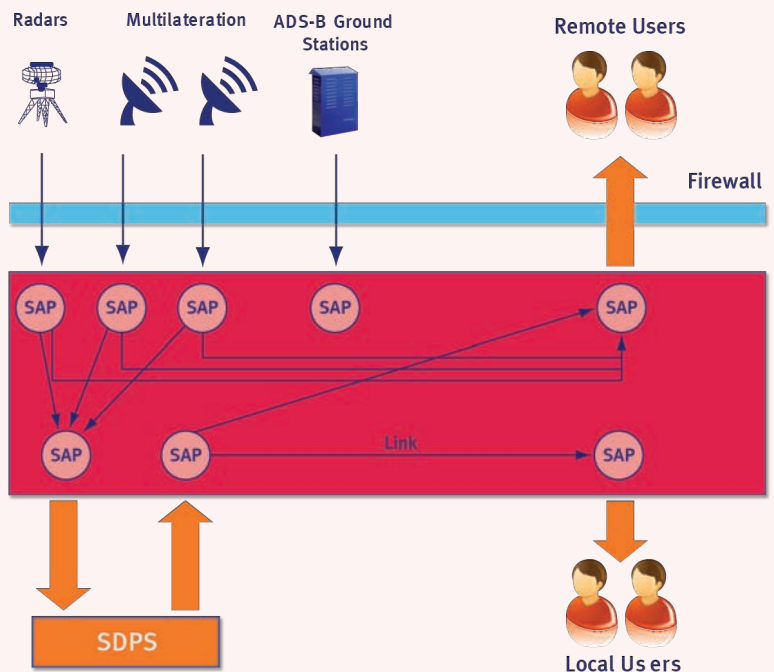 Radars
Multilateration
ADS-B Ground
Stations
Remote Users
Firewall
SAP SAP SAP SAP SAP
SAP SAP Link SAP
SDPS
Local Us ers